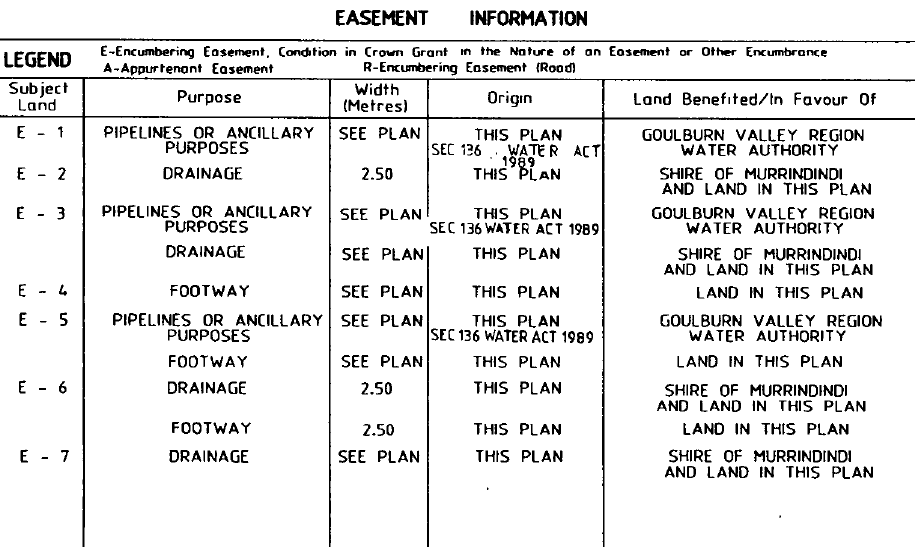 EASEMENT INFORMATION
LEGEND E-Encumbering Easement, Condition in Crown Grant in the Nature of an Easement or Other Encumbrance
A-Appurtenant Easement R-Encumbering Easement (Road)
Subject Land Purpose Width (Metres) Origin Land Benefited/In Favour Of
E - 1 PIPELINES OR ANCILLARY SEE PLAN THIS PLAN GOULBURN VALLEY REGION
PURPOSES SEC 136 WATER ACT WATER AUTHORITY
1989
E - 2 DRAINAGE 2.50 THIS PLAN SHIRE OF MURRINDINDI
AND LAND IN THIS PLAN
E - 3 PIPELINES OR ANCILLARY SEE PLAN THIS PLAN GOULBURN VALLEY REGION
PURPOSES SEC 136 WATER ACT 1989 WATER AUTHORITY
DRAINAGE SEE PLAN THIS PLAN SHIRE OF MURRINDINDI
AND LAND IN THIS PLAN
E - 4 FOOTWAY SEE PLAN THIS PLAN LAND IN THIS PLAN
E - 5 PIPELINES OR ANCILLARY SEE PLAN THIS PLAN GOULBURN VALLEY REGION
PURPOSES SEC 136 WATER ACT 1989 WATER AUTHORITY
FOOTWAY SEE PLAN THIS PLAN LAND IN THIS PLAN
E - 6 DRAINAGE 2.50 THIS PLAN SHIRE OF MURRINDINDI
AND LAND IN THIS PLAN
FOOTWAY 2.50 THIS PLAN LAND IN THIS PLAN
E - 7 DRAINAGE SEE PLAN THIS PLAN SHIRE OF MURRINDINDI
AND LAND IN THIS PLAN